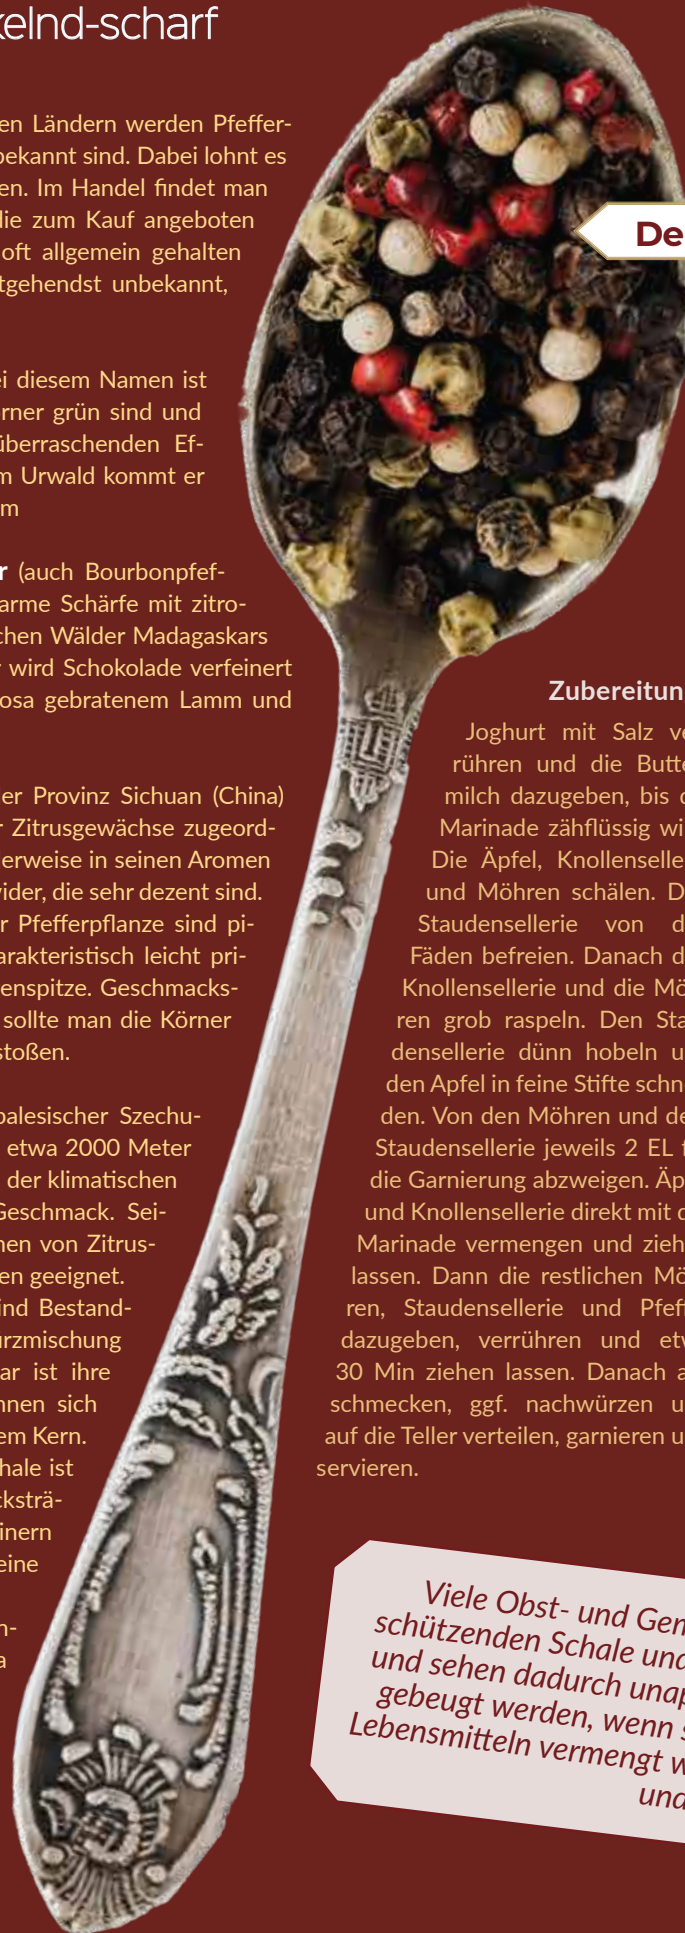 kelnd-scharf
en Ländern werden Pfeffer-
bekannt sind. Dabei lohnt es
en. Im Handel findet man
die zum Kauf angeboten
oft allgemein gehalten
tgehendst unbekannt,
ei diesem Namen ist
rner grün sind und
überraschenden Ef-
m Urwald kommt er
m
r (auch Bourbonpfef-
arme Schärfe mit zitro-
chen Wälder Madagaskars
r wird Schokolade verfeinert
osa gebratenem Lamm und
er Provinz Sichuan (China)
r Zitrusgewächse zugeord-
lerweise in seinen Aromen
wider, die sehr dezent sind.
r Pfefferpflanze sind pi-
arakteristisch leicht pri-
enspitze. Geschmacks-
sollte man die Körner
stoßen.
palesischer Szechu-
etwa 2000 Meter
der klimatischen
Geschmack. Sei-
nen von Zitrus-
en geeignet.
ind Bestand-
ürzmischung
ar ist ihre
nnen sich
em Kern.
hale ist
cksträ-
inern
eine
n-
a
De
Zubereitun
Joghurt mit Salz ve
rühren und die Butte
milch dazugeben, bis d
Marinade zähflüssig wi
Die Äpfel, Knollenselle
und Möhren schälen. D
Staudensellerie von d
Fäden befreien. Danach d
Knollensellerie und die Mö
ren grob raspeln. Den Sta
densellerie dünn hobeln u
den Apfel in feine Stifte schne
den. Von den Möhren und de
Staudensellerie jeweils 2 EL f
die Garnierung abzweigen. Äp
und Knollensellerie direkt mit d
Marinade vermengen und zieh
lassen. Dann die restlichen Mö
ren, Staudensellerie und Pfeff
dazugeben, verrühren und etw
30 Min ziehen lassen. Danach a
schmecken, ggf. nachwürzen u
auf die Teller verteilen, garnieren u
servieren.
Viele Obst- und Gem
schützenden Schale und
und sehen dadurch unap
gebeugt werden, wenn s
Lebensmitteln vermengt w
und